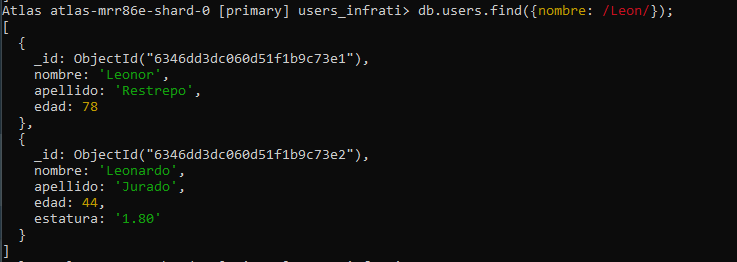 Atlas atlas-mrr86e-shard-0 [primary] users_infrati> db.users.find({nombre: /Leon/});
[
  {
    _id: ObjectId("6346dd3dc060d51f1b9c73e1"),
    nombre: 'Leonor',
    apellido: 'Restrepo',
    edad: 78
  },
  {
    _id: ObjectId("6346dd3dc060d51f1b9c73e2"),
    nombre: 'Leonardo',
    apellido: 'Jurado',
    edad: 44,
    estatura: '1.80'
  }
]